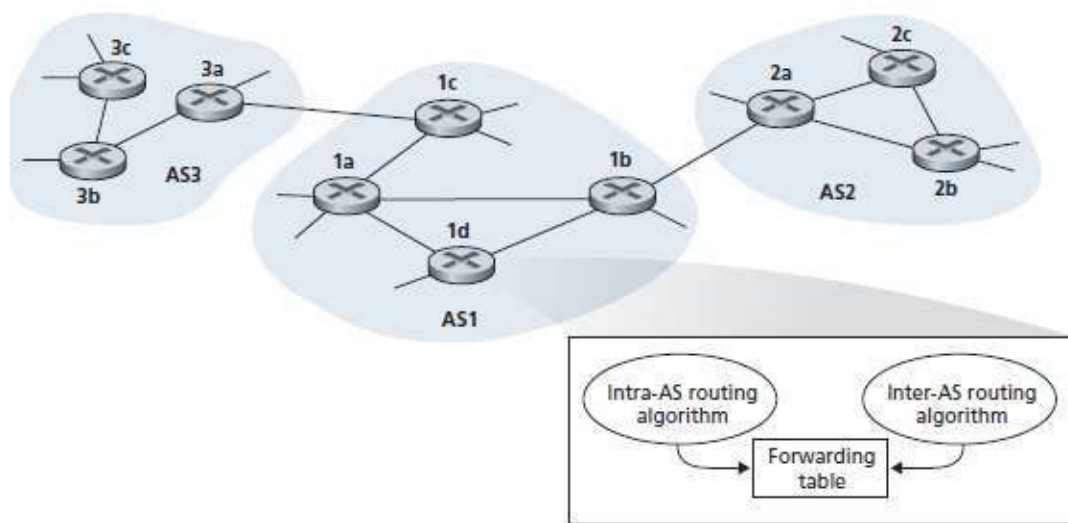 3c
3a
3b
AS3
1c
1a
1b
1d
AS1
2c
2a
2b
AS2
Intra-AS routing
algorithm
Inter-AS routing
algorithm
Forwarding
table